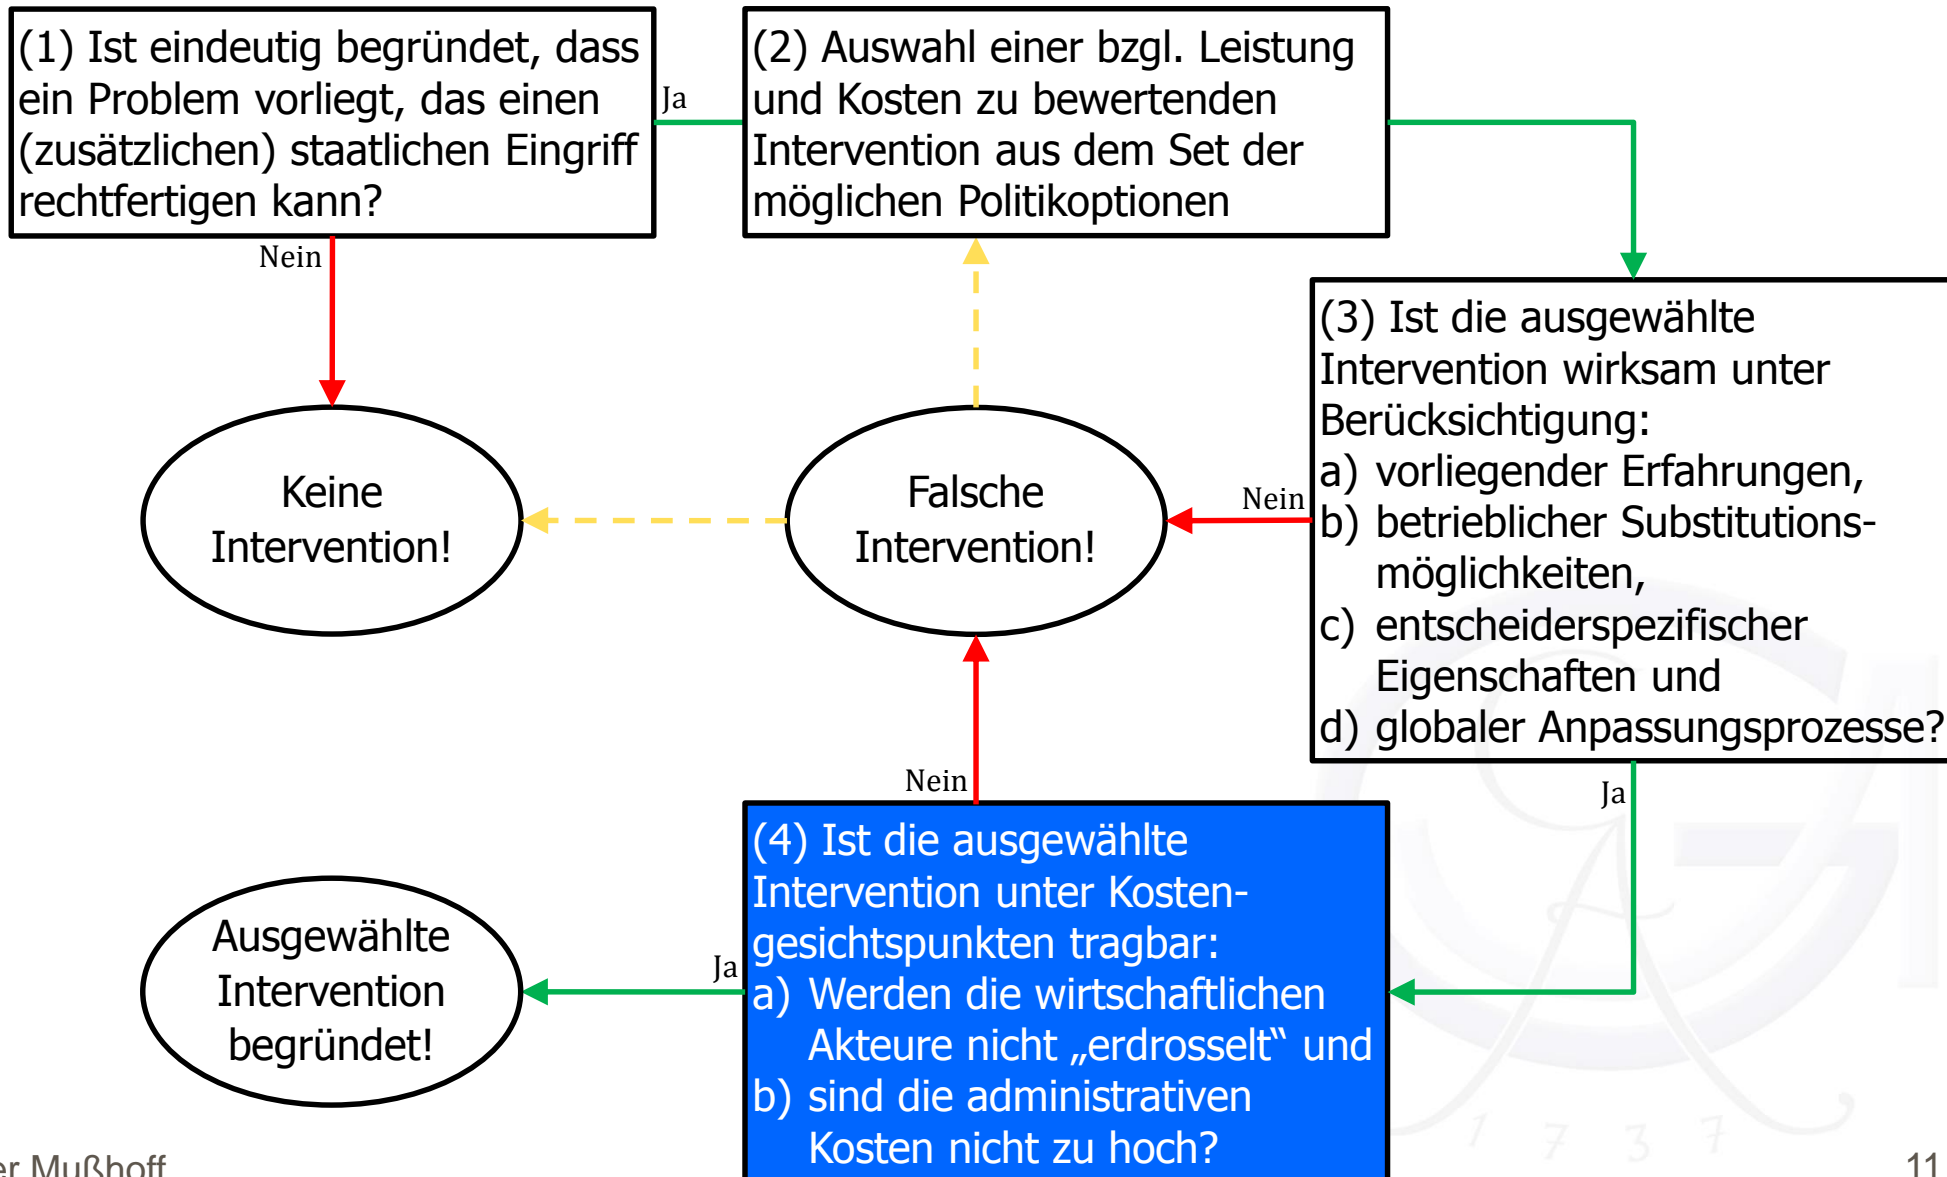 (1) Ist eindeutig begründet, dass
ein Problem vorliegt, das einen
(zusätzlichen) staatlichen Eingriff
rechtfertigen kann?
Ja
(2) Auswahl einer bzgl. Leistung
und Kosten zu bewertenden
Intervention aus dem Set der
möglichen Politikoptionen
Nein
(3) Ist die ausgewählte
Intervention wirksam unter
Berücksichtigung:
a) vorliegender Erfahrungen,
b) betrieblicher Substitutions-
möglichkeiten,
c) entscheiderspezifischer
Eigenschaften und
d) globaler Anpassungsprozesse?
Keine
Intervention!
Falsche
Intervention!
Nein
Nein
Ja
(4) Ist die ausgewählte
Intervention unter Kosten-
gesichtspunkten tragbar:
a) Werden die wirtschaftlichen
Akteure nicht „erdrosselt“ und
b) sind die administrativen
Kosten nicht zu hoch?
Ja
Ausgewählte
Intervention
begründet!
1737
er Mußhoff
11